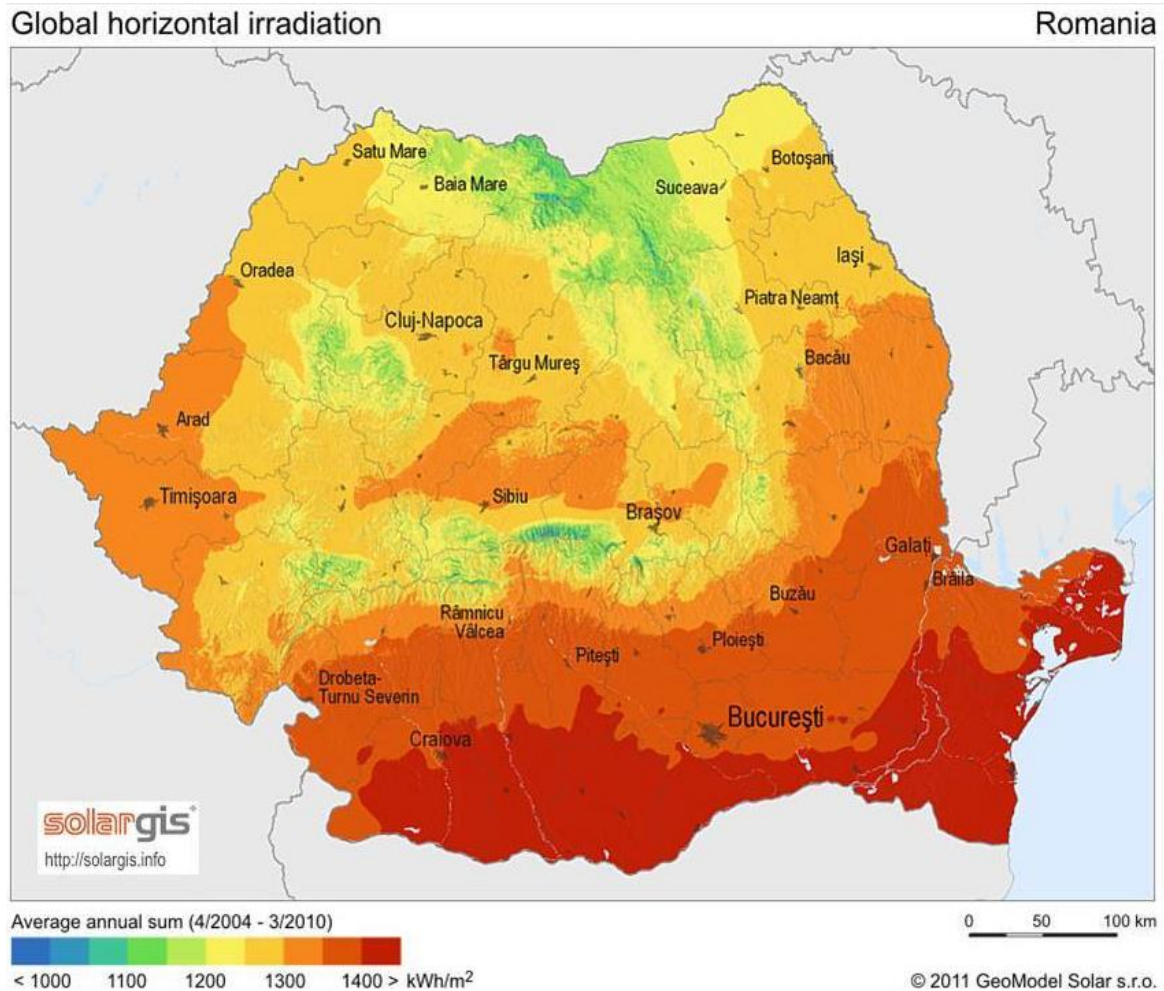 Global horizontal irradiation
Romania
Satu Mare
Baia Mare
Suceava
Botoşani
Iaşi
Oradea
Piatra Neamţ
Cluj-Napoca
Târgu Mureş
Bacău
Arad
Timişoara
Sibiu
Braşov
Galaţi
Brăila
Buzău
Râmnicu
Vâlcea
Ploieşti
Piteşti
Drobeta-
Turnu Severin
Bucureşti
Craiova
solargis
http://solargis.info
Average annual sum (4/2004 - 3/2010)
< 1000 1100 1200 1300 1400 > kWh/m²
0 50 100 km
© 2011 GeoModel Solar s.r.o.